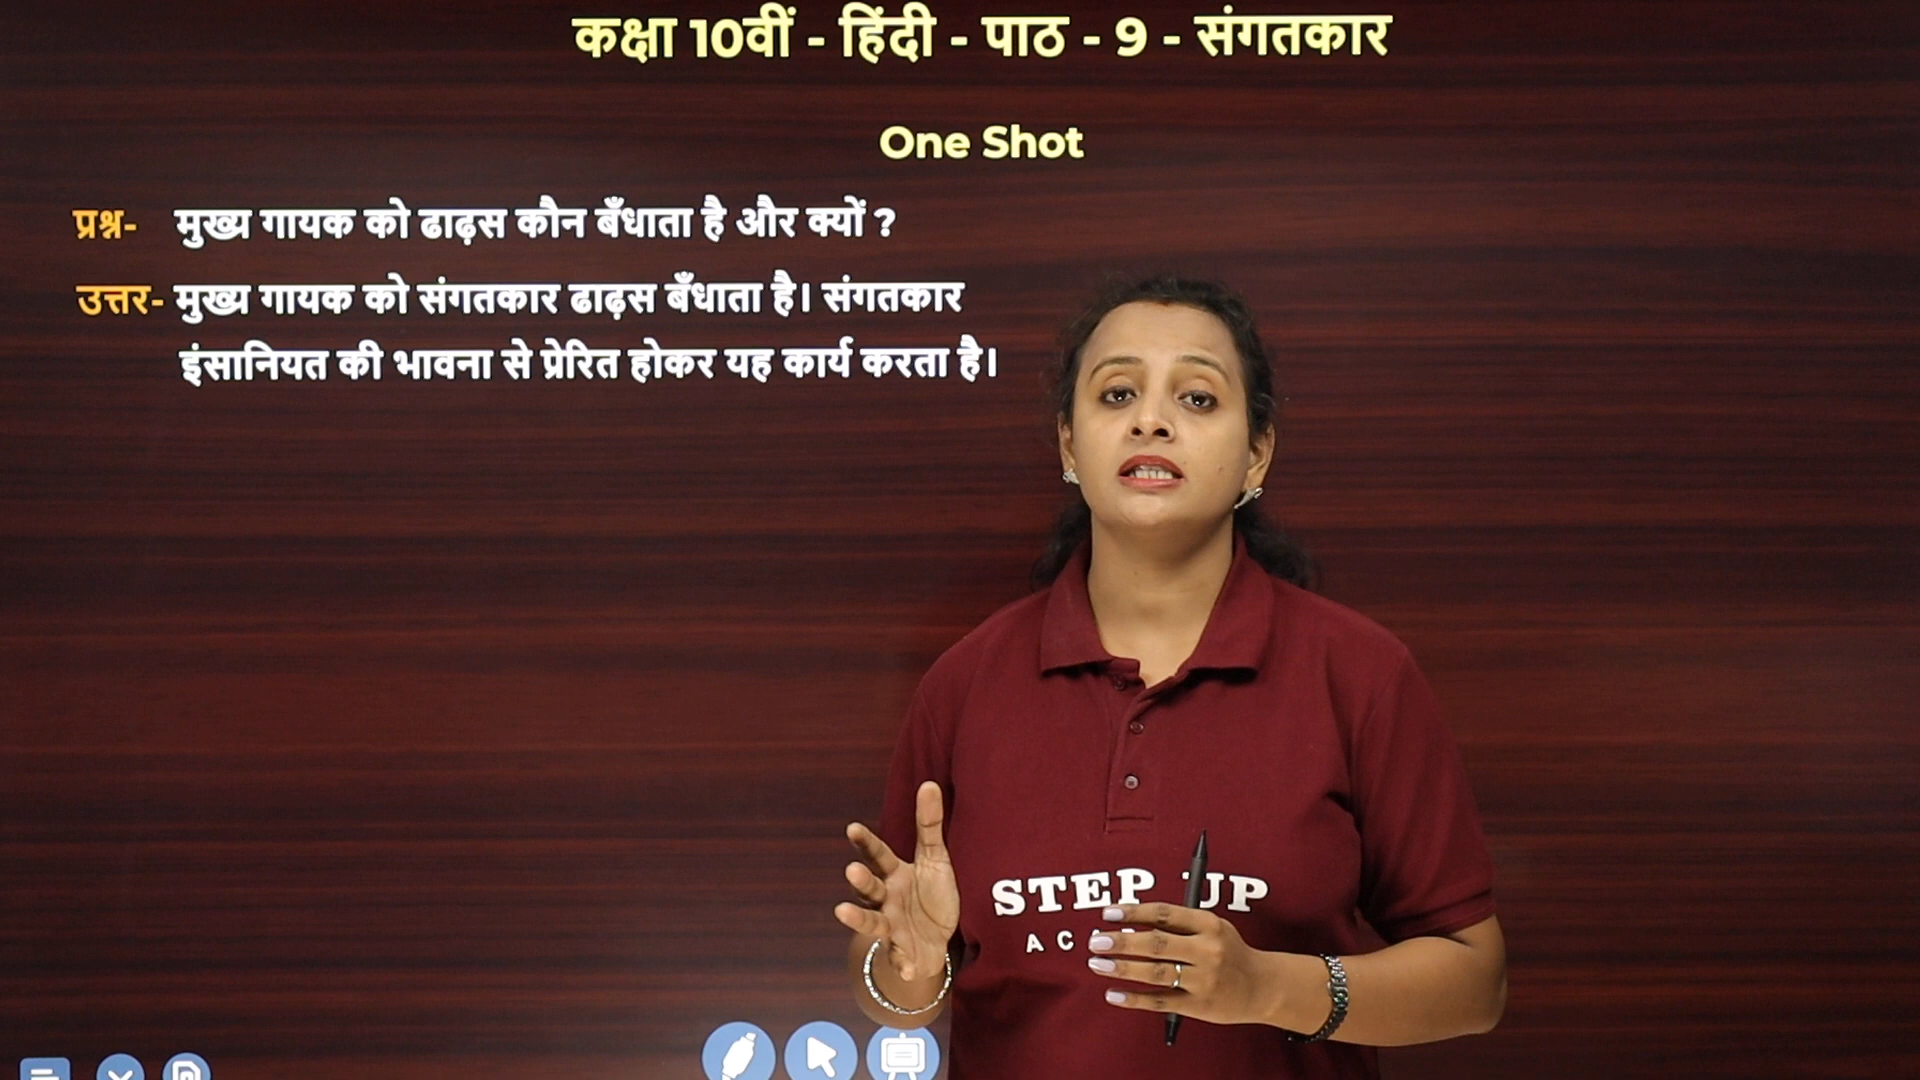 कक्षा 10वीं - हिंदी - पाठ - 9 - संगतकार
One Shot
प्रश्न- मुख्य गायक को ढाढ़स कौन बँधाता है और क्यों ?
उत्तर- मुख्य गायक को संगतकार ढाढ़स बँधाता है। संगतकार
इंसानियत की भावना से प्रेरित होकर यह कार्य करता है।
STEP UP